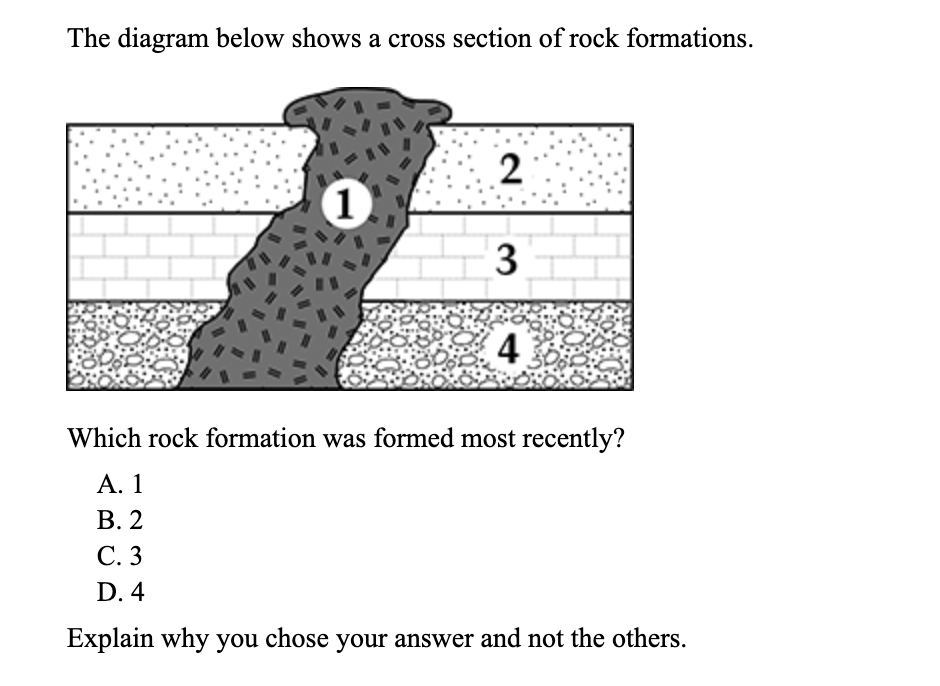 The diagram below shows a cross section of rock formations.
1
2
3
4
Which rock formation was formed most recently?
A. 1
B. 2
C. 3
D. 4
Explain why you chose your answer and not the others.